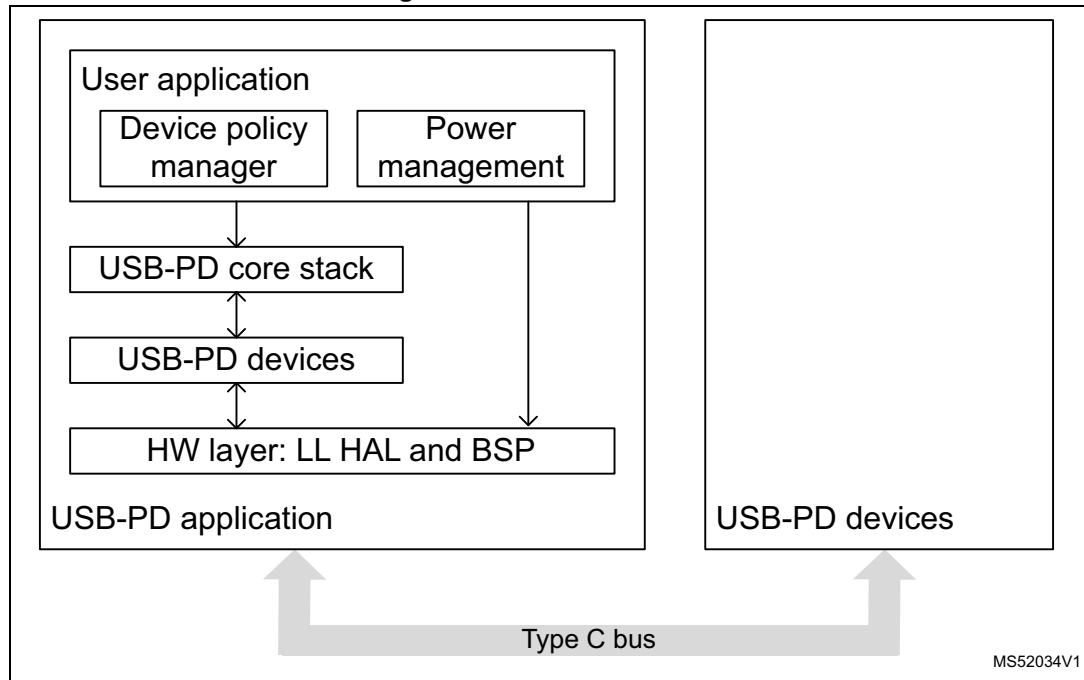 User application
Device policy
manager
Power
management
USB-PD core stack
USB-PD devices
HW layer: LL HAL and BSP
USB-PD application
USB-PD devices
Type C bus
MS52034V1